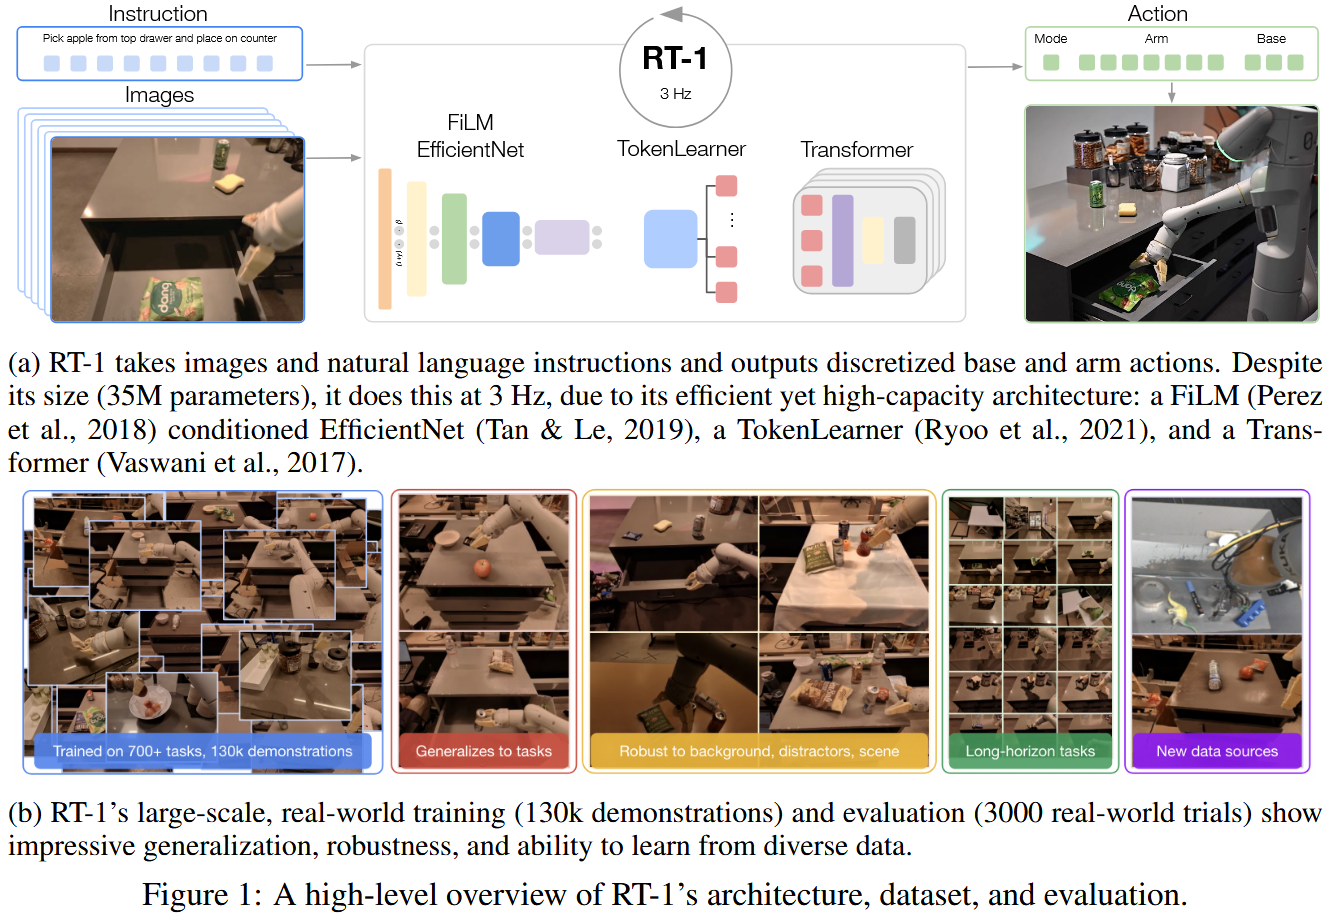 Instruction
Pick apple from top drawer and place on counter
Images
RT-1
3 Hz
FiLM
EfficientNet
TokenLearner
Transformer
Action
Mode Arm Base
(a) RT-1 takes images and natural language instructions and outputs discretized base and arm actions. Despite
its size (35M parameters), it does this at 3 Hz, due to its efficient yet high-capacity architecture: a FiLM (Perez
et al., 2018) conditioned EfficientNet (Tan & Le, 2019), a TokenLearner (Ryoo et al., 2021), and a Trans-
former (Vaswani et al., 2017).
Trained on 700+ tasks, 130k demonstrations
Generalizes to tasks
Robust to background, distractors, scene
Long-horizon tasks
New data sources
(b) RT-1's large-scale, real-world training (130k demonstrations) and evaluation (3000 real-world trials) show
impressive generalization, robustness, and ability to learn from diverse data.
Figure 1: A high-level overview of RT-1's architecture, dataset, and evaluation.